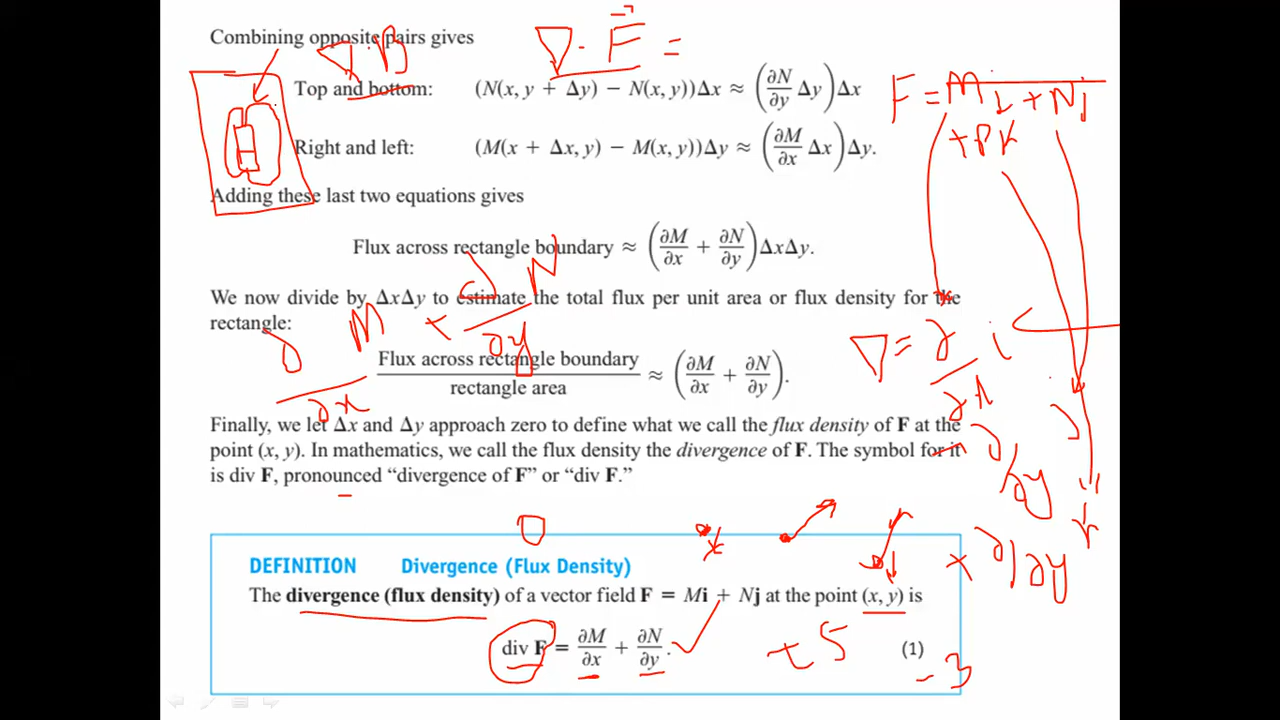 Combining opposite pairs gives
∇ B
∇ · F⃗ =
Top and bottom: (N(x, y + Δy) − N(x, y))Δx ≈ (∂N/∂y Δy)Δx
F = Mi + Nj
+ Pk
Right and left: (M(x + Δx, y) − M(x, y))Δy ≈ (∂M/∂x Δx)Δy.
Adding these last two equations gives
Flux across rectangle boundary ≈ (∂M/∂x + ∂N/∂y)ΔxΔy.
We now divide by ΔxΔy to estimate the total flux per unit area or flux density for the
rectangle:
∂M/∂x + ∂N/∂y
∇ = ∂/∂x i
Flux across rectangle boundary / rectangle area ≈ (∂M/∂x + ∂N/∂y).
∂/∂y j
Finally, we let Δx and Δy approach zero to define what we call the flux density of F at the
point (x, y). In mathematics, we call the flux density the divergence of F. The symbol for it
is div F, pronounced “divergence of F” or “div F.”
+ ∂/∂y k
DEFINITION Divergence (Flux Density)
The divergence (flux density) of a vector field F = Mi + Nj at the point (x, y) is
div F = ∂M/∂x + ∂N/∂y. (1)
+5
-3